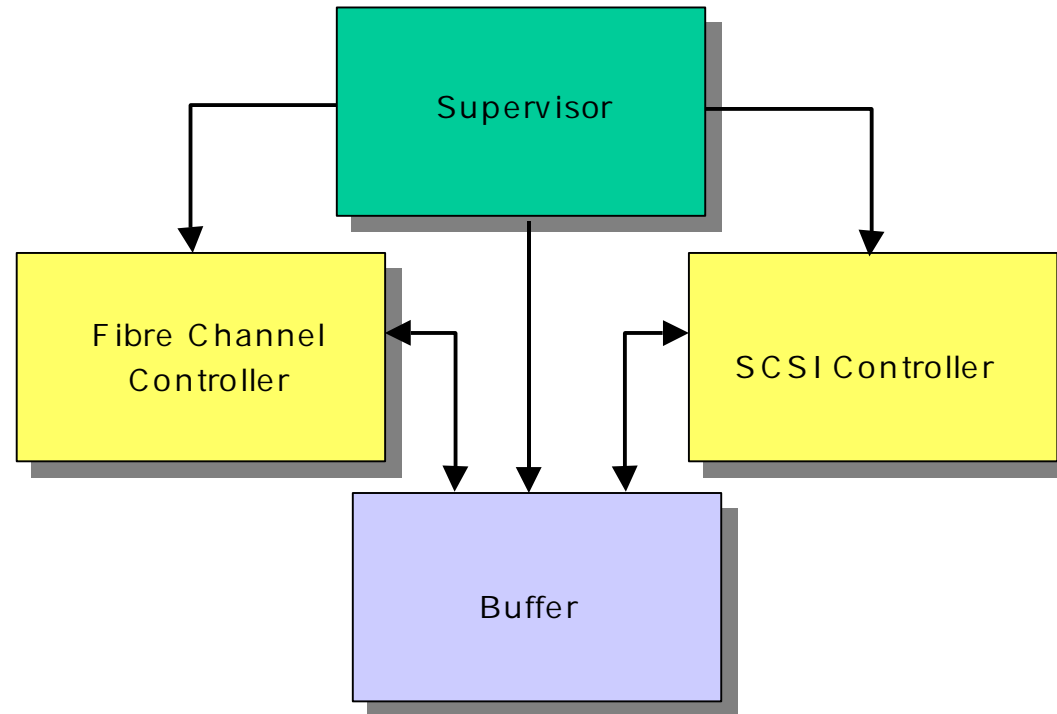 Supervisor
Fibre Channel
Controller
SCSI Controller
Buffer